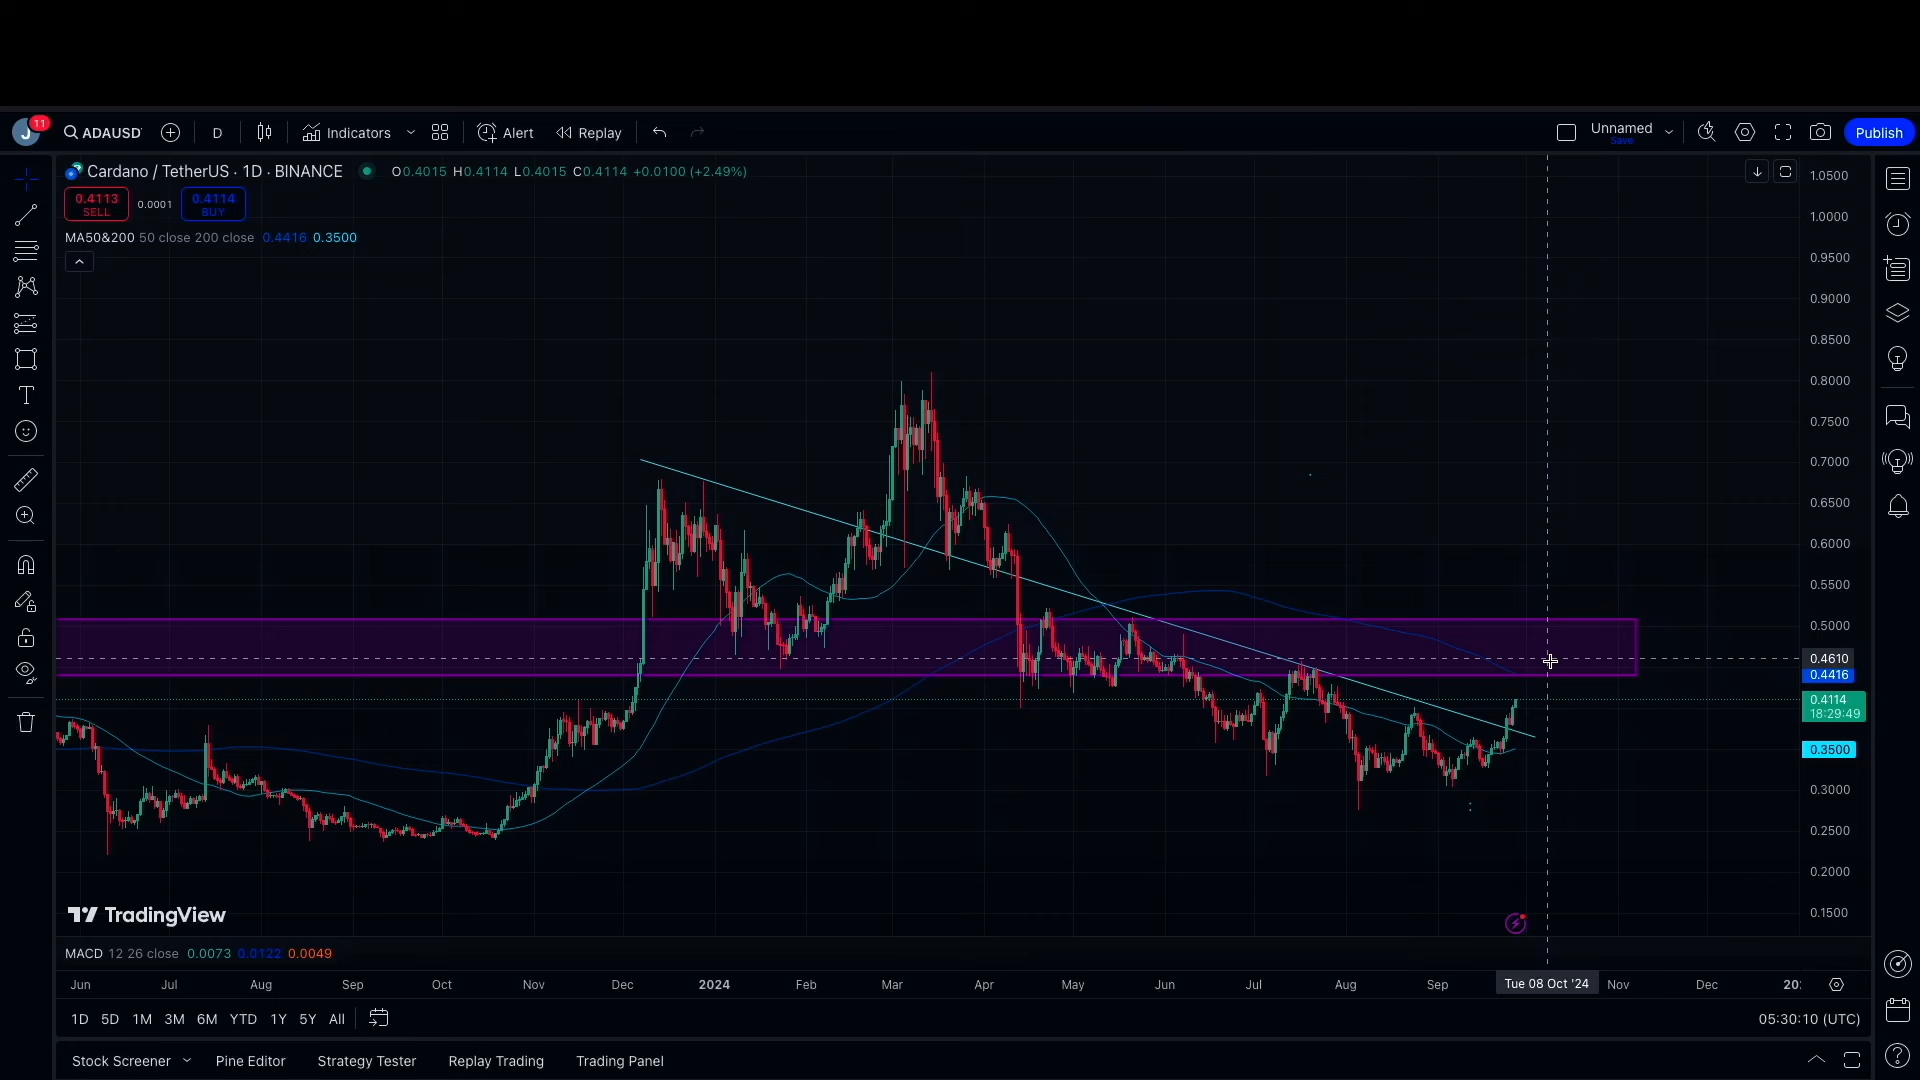 J 11 ADAUSD D Indicators Alert Replay Unnamed Save Publish
Cardano / TetherUS · 1D · BINANCE O0.4015 H0.4114 L0.4015 C0.4114 +0.0100 (+2.49%)
0.4113 SELL 0.0001 0.4114 BUY
MA50&200 50 close 200 close 0.4416 0.3500
1.0500
1.0000
0.9500
0.9000
0.8500
0.8000
0.7500
0.7000
0.6500
0.6000
0.5500
0.5000
0.4610
0.4416
0.4114
18:29:49
0.3500
0.3000
0.2500
0.2000
0.1500
TradingView
MACD 12 26 close 0.0073 0.0122 0.0049
Jun Jul Aug Sep Oct Nov Dec 2024 Feb Mar Apr May Jun Jul Aug Sep Tue 08 Oct '24 Nov Dec 20
1D 5D 1M 3M 6M YTD 1Y 5Y All 05:30:10 (UTC)
Stock Screener Pine Editor Strategy Tester Replay Trading Trading Panel